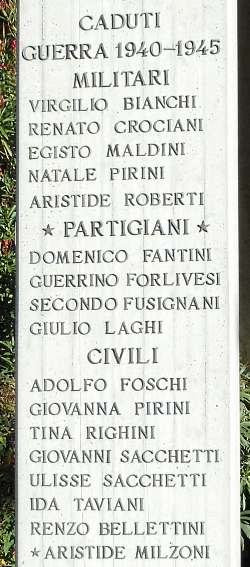 CADUTI
GUERRA 1940-1945
MILITARI
VIRGILIO BIANCHI
RENATO CROCIANI
EGISTO MALDINI
NATALE PIRINI
ARISTIDE ROBERTI
★ PARTIGIANI ★
DOMENICO FANTINI
GUERRINO FORLIVESI
SECONDO FUSIGNANI
GIULIO LAGHI
CIVILI
ADOLFO FOSCHI
GIOVANNA PIRINI
TINA RIGHINI
GIOVANNI SACCHETTI
ULISSE SACCHETTI
IDA TAVIANI
RENZO BELLETTINI
★ARISTIDE MILZONI